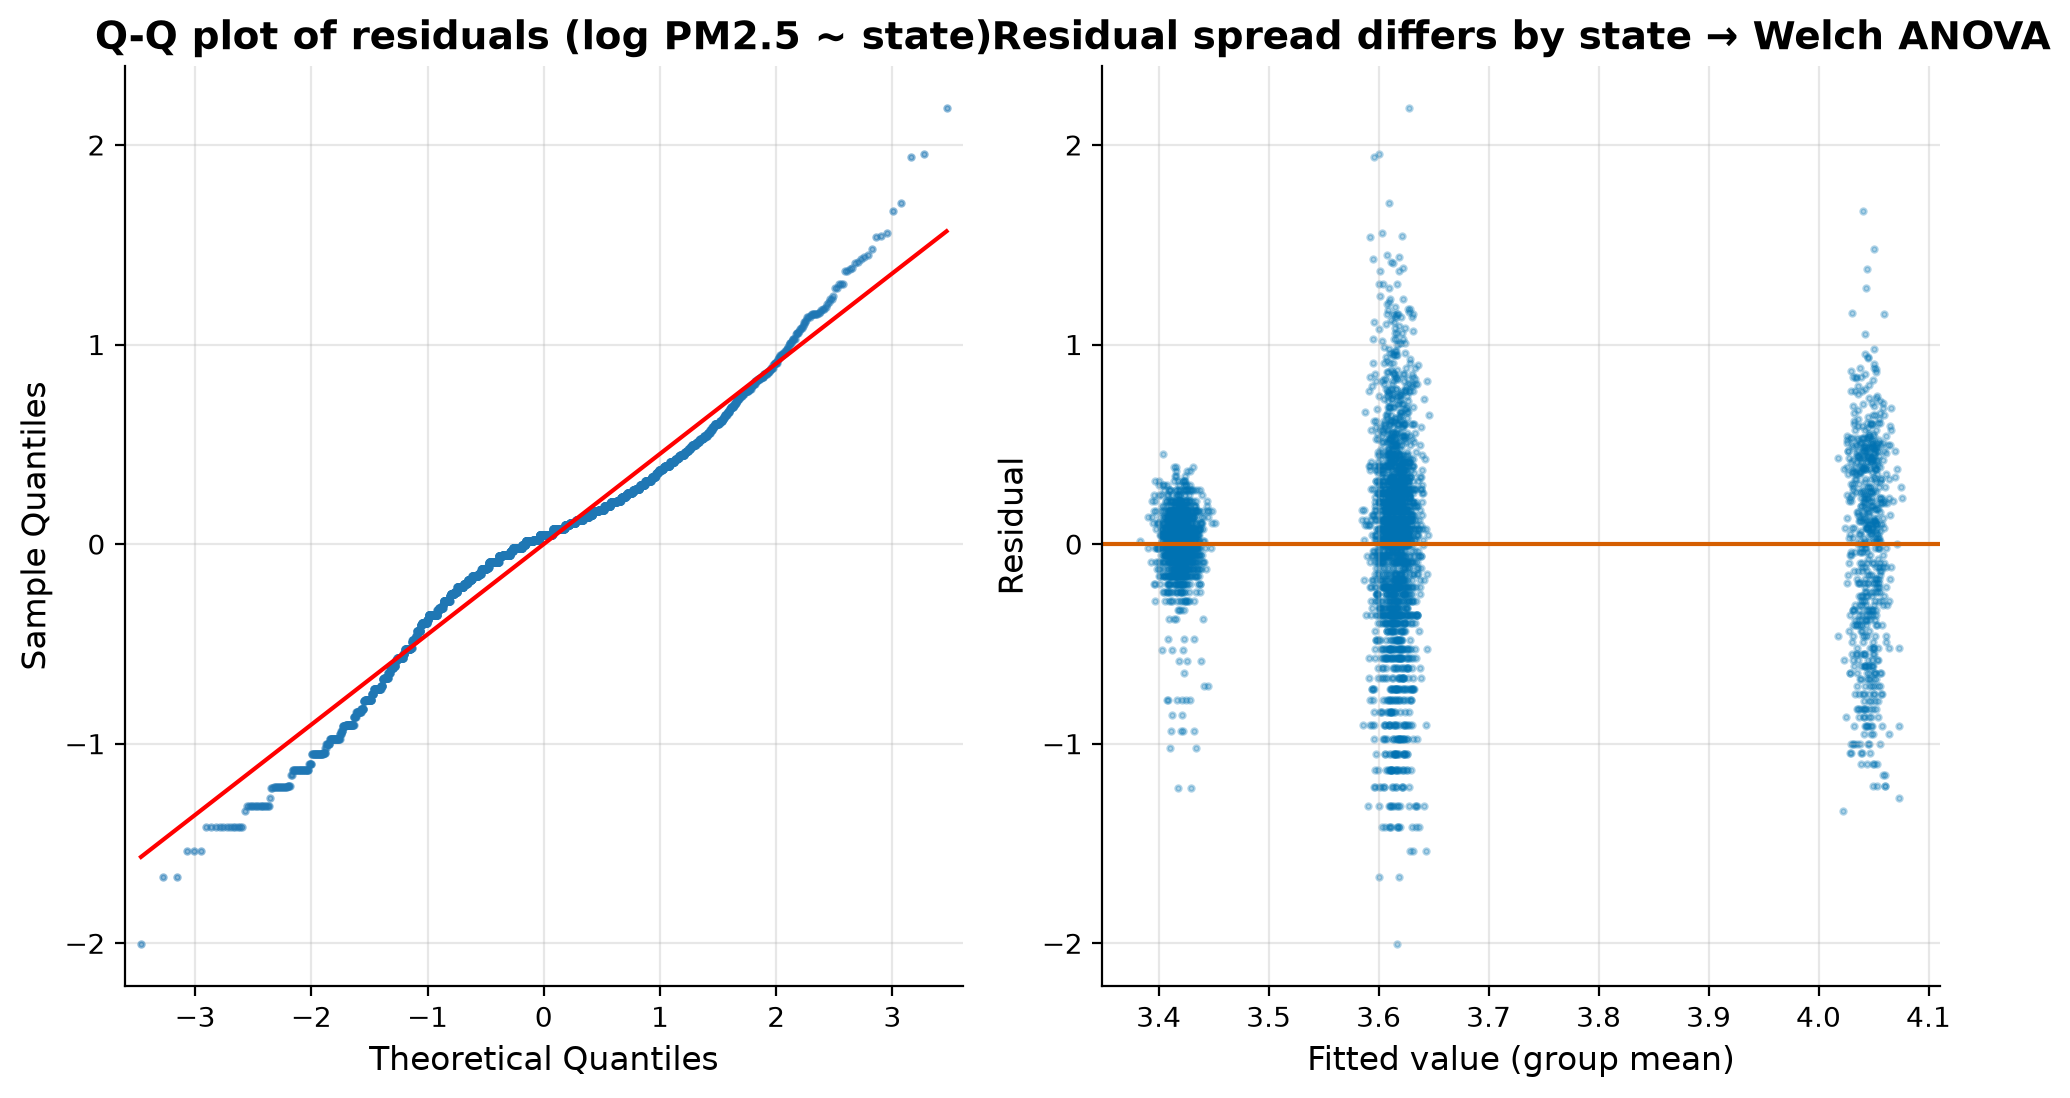 Q-Q plot of residuals (log PM2.5 ~ state)
Residual spread differs by state → Welch ANOVA
Sample Quantiles
2
1
0
−1
−2
−3 −2 −1 0 1 2 3
Theoretical Quantiles
Residual
2
1
0
−1
−2
3.4 3.5 3.6 3.7 3.8 3.9 4.0 4.1
Fitted value (group mean)